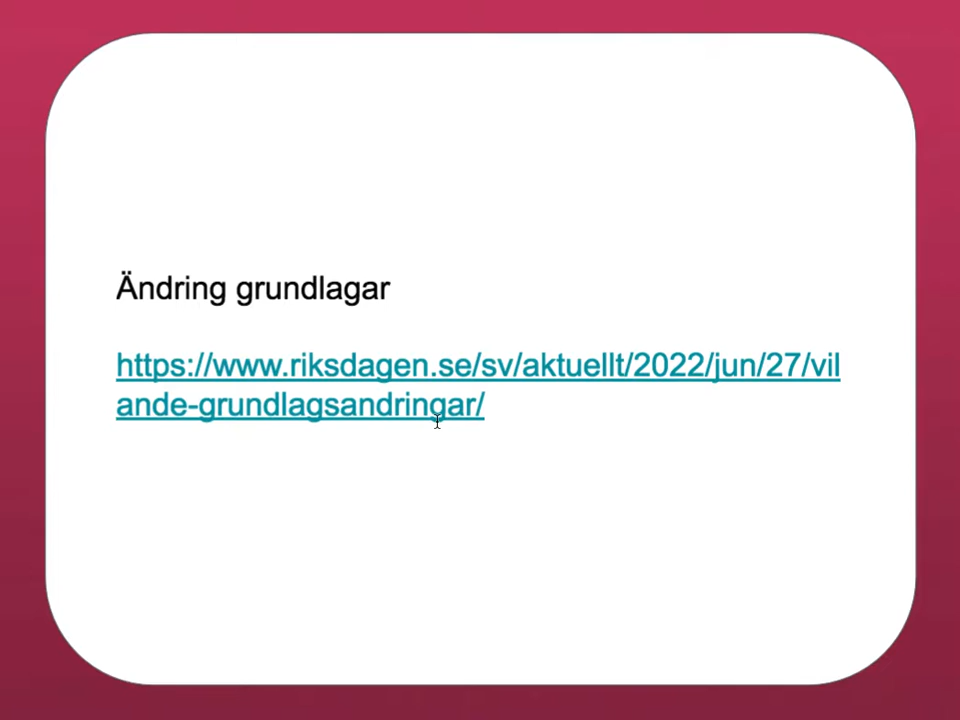 Ändring grundlagar
https://www.riksdagen.se/sv/aktuellt/2022/jun/27/vil
ande-grundlagsandringar/